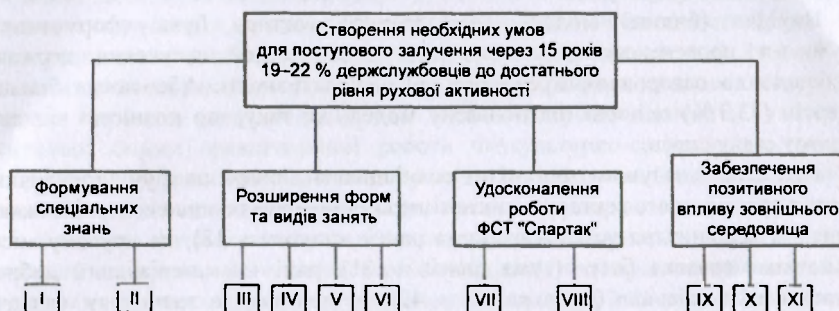 Створення необхідних умов
для поступового залучення через 15 років
19–22 % держслужбовців до достатнього
рівня рухової активності
Формування
спеціальних
знань
Розширення форм
та видів занять
Удосконалення
роботи
ФСТ "Спартак"
Забезпечення
позитивного
впливу зовнішнього
середовища
I II III IV V VI VII VIII IX X XI